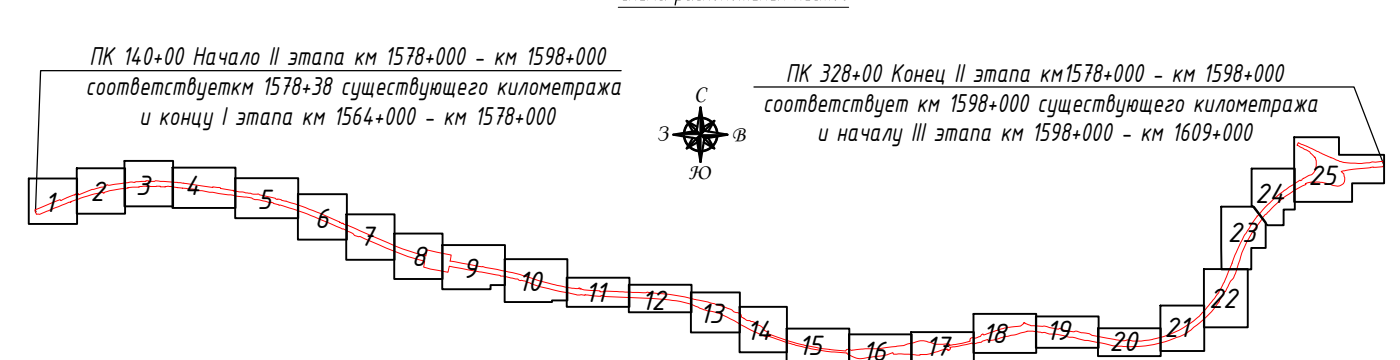 ПК 140+00 Начало II этапа км 1578+000 - км 1598+000
соответствуеткм 1578+38 существующего километража
и концу I этапа км 1564+000 - км 1578+000
ПК 328+00 Конец II этапа км1578+000 - км 1598+000
соответствует км 1598+000 существующего километража
и началу III этапа км 1598+000 - км 1609+000
С
З В
Ю
1
2
3
4
5
6
7
8
9
10
11
12
13
14
15
16
17
18
19
20
21
22
23
24
25